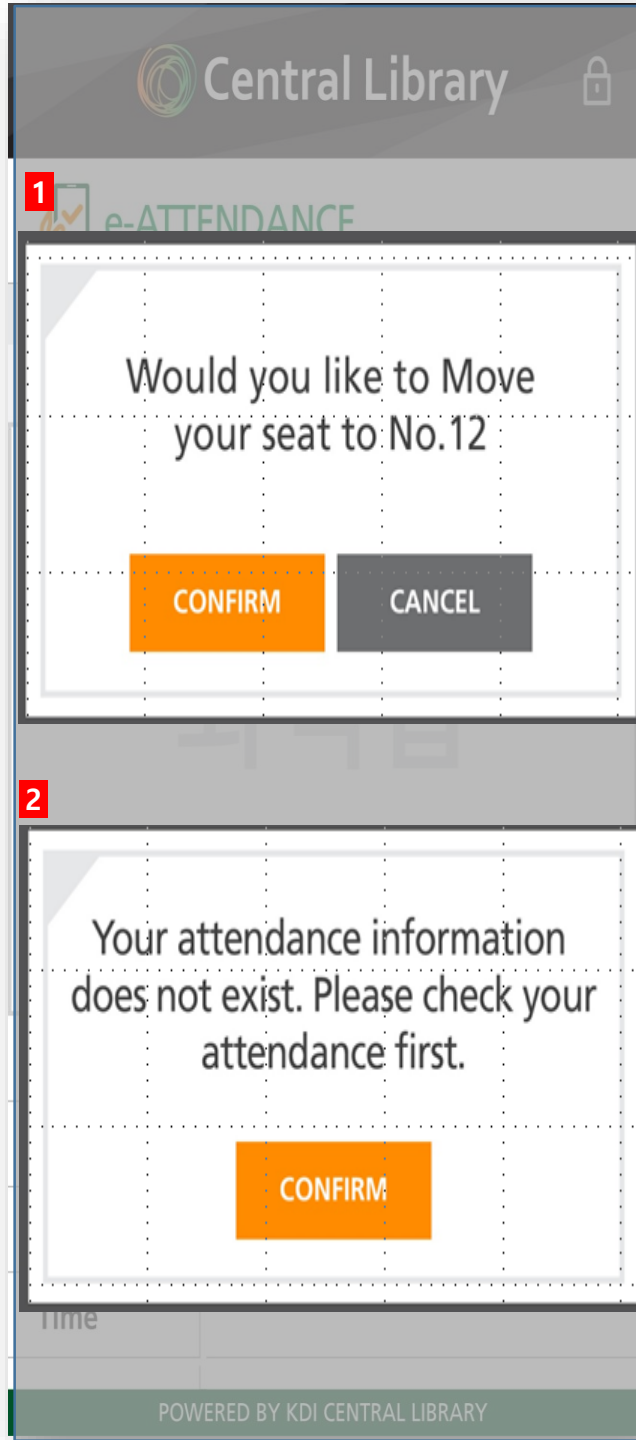 Central Library
1
e-ATTENDANCE
Would you like to Move
your seat to No.12
CONFIRM
CANCEL
2
Your attendance information
does not exist. Please check your
attendance first.
CONFIRM
Time
POWERED BY KDI CENTRAL LIBRARY